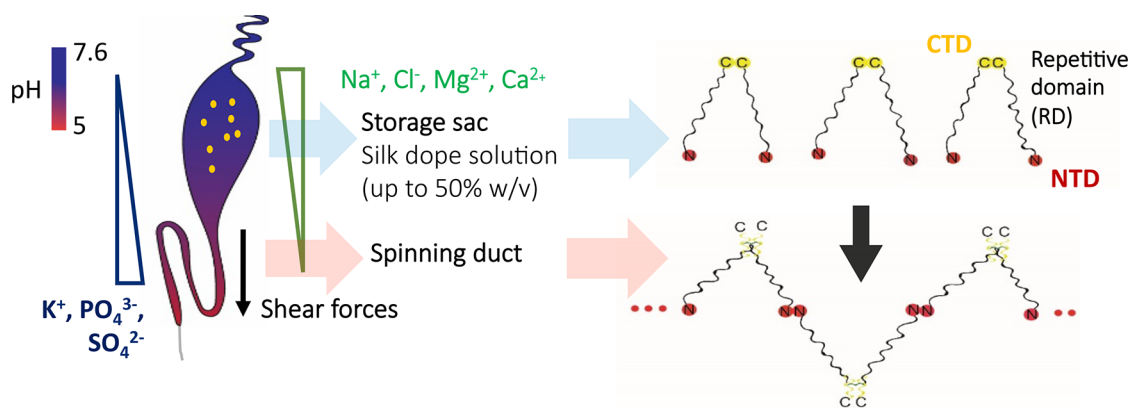 7.6
pH
5
Na⁺, Cl⁻, Mg²⁺, Ca²⁺
Storage sac
Silk dope solution
(up to 50% w/v)
Spinning duct
Shear forces
K⁺, PO₄³⁻,
SO₄²⁻
CTD
Repetitive
domain
(RD)
NTD
C C
C C
C C
N N
N N
N N
C C
C C
N
N N
N N
N
C C